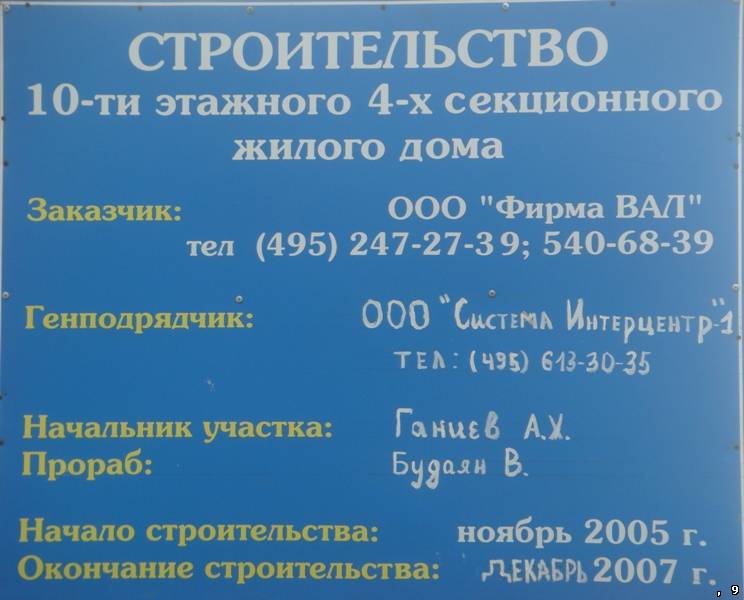 СТРОИТЕЛЬСТВО
10-ти этажного 4-х секционного
жилого дома
Заказчик: ООО "Фирма ВАЛ"
тел (495) 247-27-39; 540-68-39
Генподрядчик: ООО "Система Интерцентр"-1
ТЕЛ: (495) 613-30-35
Начальник участка: Ганиев А.Х.
Прораб: Будаян В.
Начало строительства: ноябрь 2005 г.
Окончание строительства: ДЕКАБРЬ 2007 г.
, 9